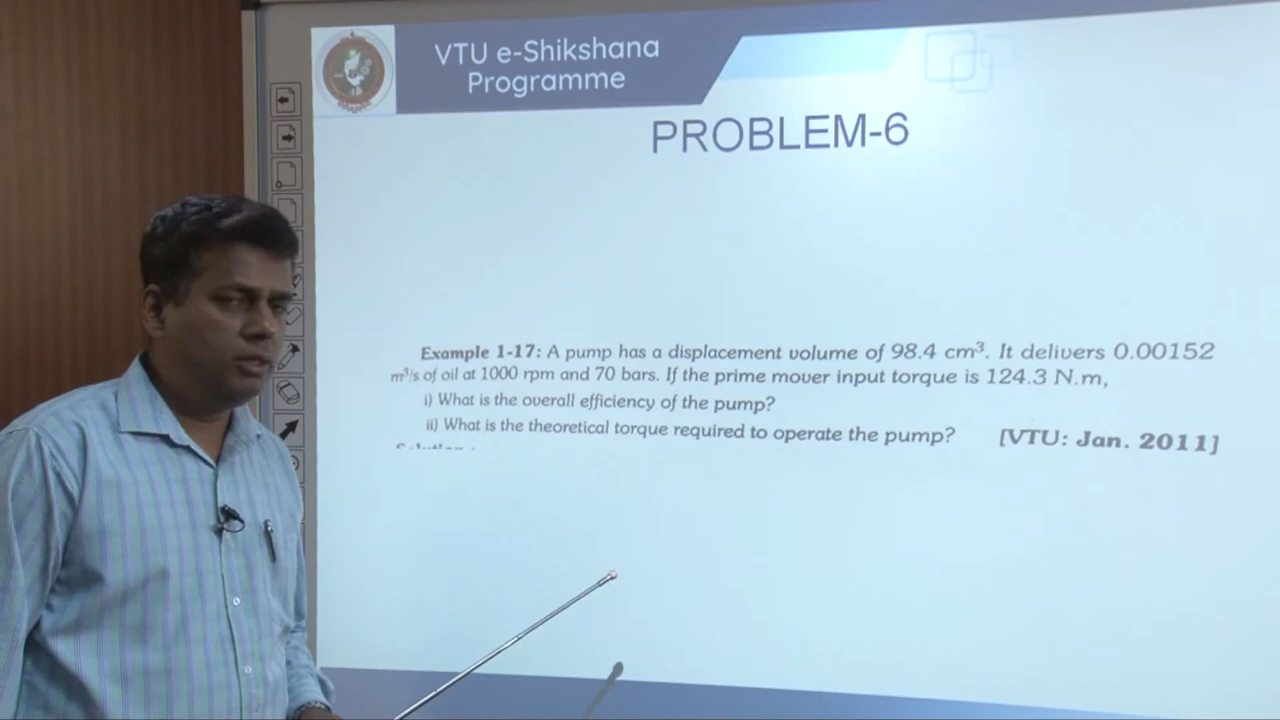 VTU e-Shikshana
Programme
PROBLEM-6
Example 1-17: A pump has a displacement volume of 98.4 cm³. It delivers 0.00152
m³/s of oil at 1000 rpm and 70 bars. If the prime mover input torque is 124.3 N.m,
i) What is the overall efficiency of the pump?
ii) What is the theoretical torque required to operate the pump? [VTU: Jan. 2011]